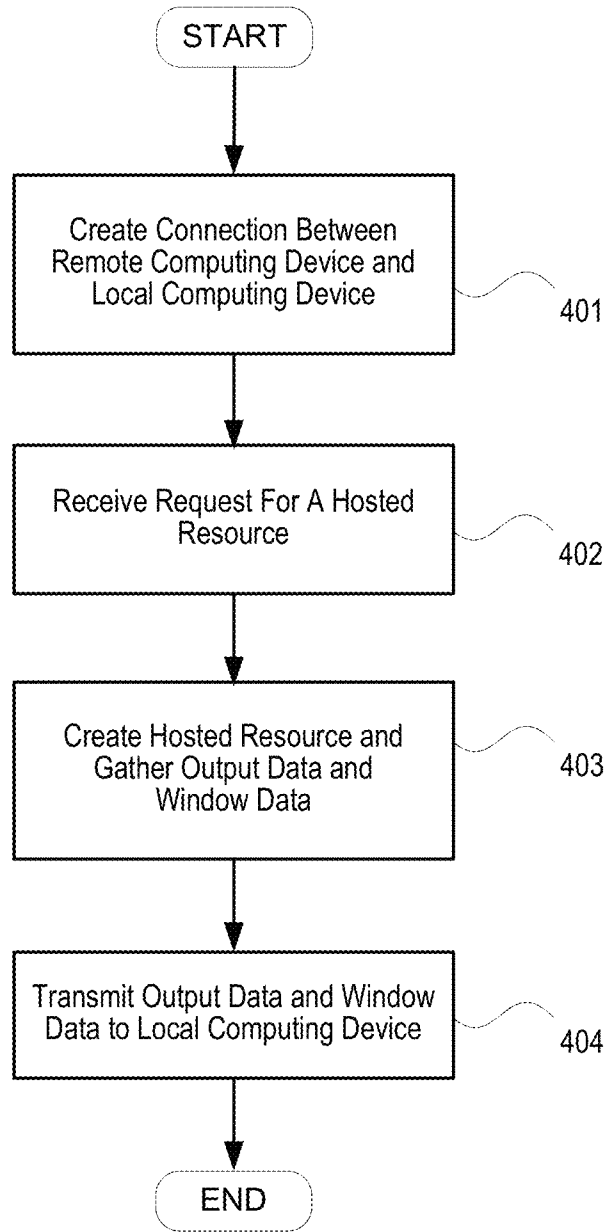 START
Create Connection Between
Remote Computing Device and
Local Computing Device
401
Receive Request For A Hosted
Resource
402
Create Hosted Resource and
Gather Output Data and
Window Data
403
Transmit Output Data and Window
Data to Local Computing Device
404
END